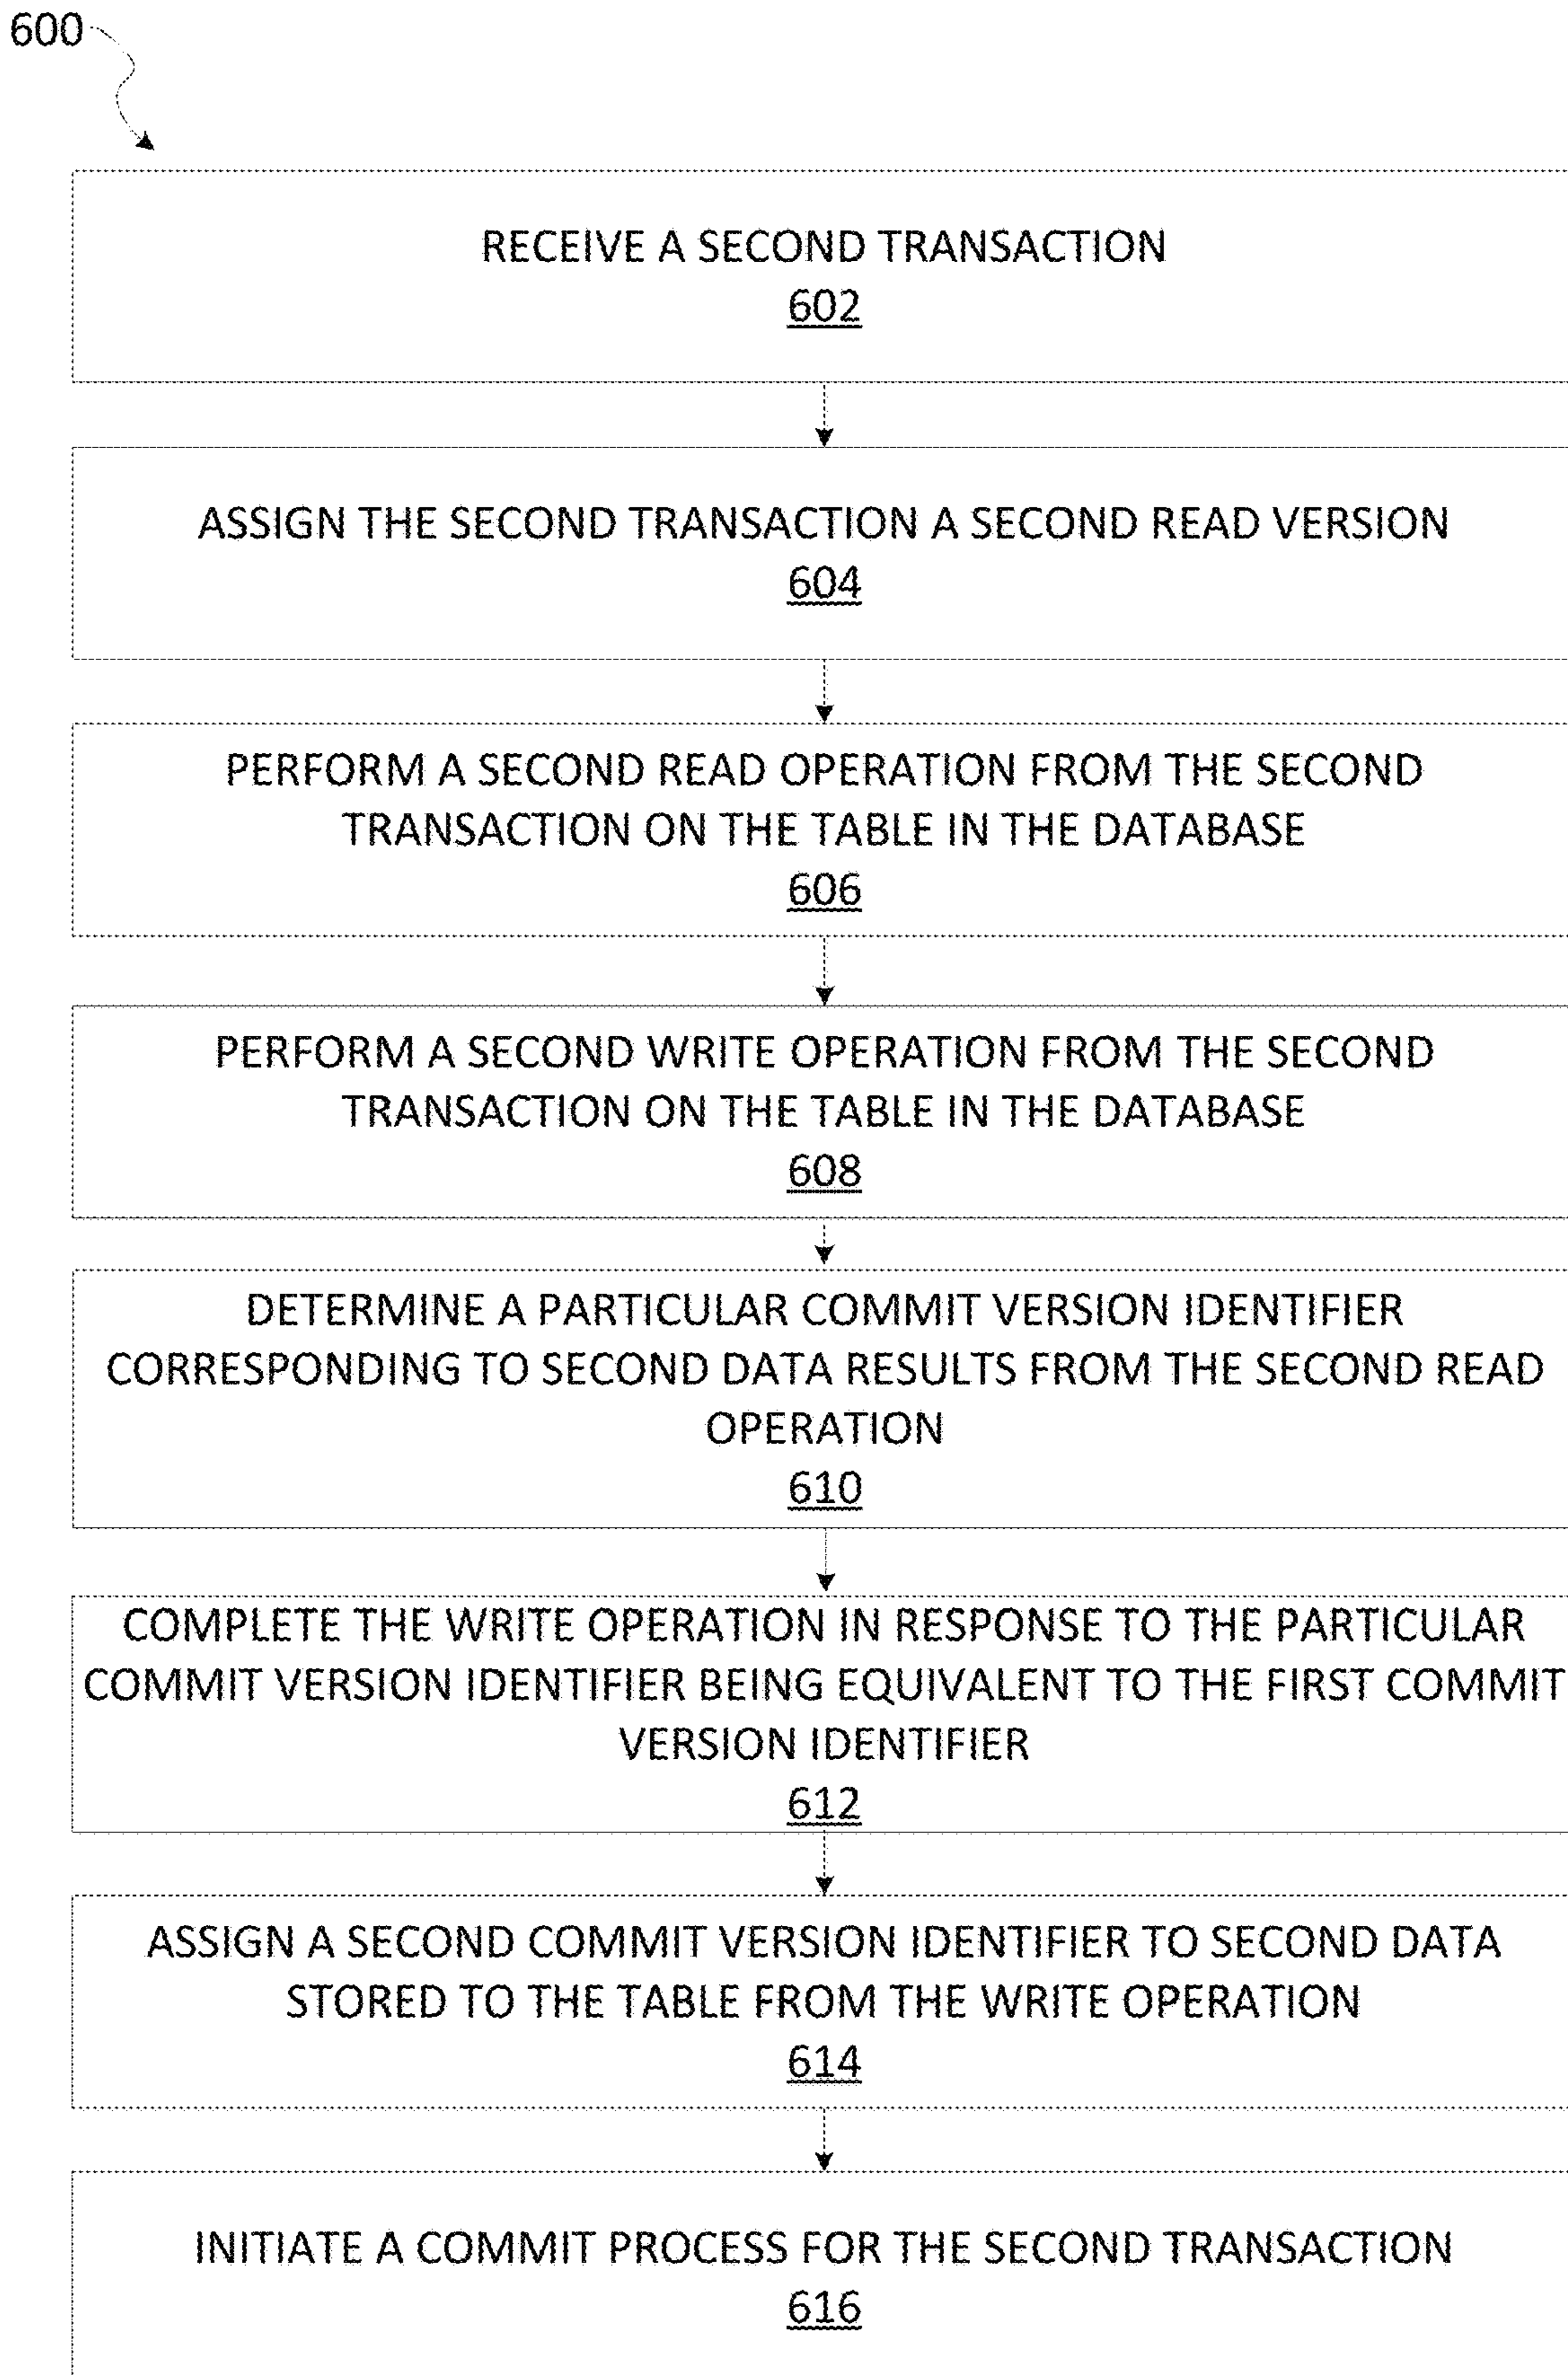 600
RECEIVE A SECOND TRANSACTION
602
ASSIGN THE SECOND TRANSACTION A SECOND READ VERSION
604
PERFORM A SECOND READ OPERATION FROM THE SECOND
TRANSACTION ON THE TABLE IN THE DATABASE
606
PERFORM A SECOND WRITE OPERATION FROM THE SECOND
TRANSACTION ON THE TABLE IN THE DATABASE
608
DETERMINE A PARTICULAR COMMIT VERSION IDENTIFIER
CORRESPONDING TO SECOND DATA RESULTS FROM THE SECOND READ
OPERATION
610
COMPLETE THE WRITE OPERATION IN RESPONSE TO THE PARTICULAR
COMMIT VERSION IDENTIFIER BEING EQUIVALENT TO THE FIRST COMMIT
VERSION IDENTIFIER
612
ASSIGN A SECOND COMMIT VERSION IDENTIFIER TO SECOND DATA
STORED TO THE TABLE FROM THE WRITE OPERATION
614
INITIATE A COMMIT PROCESS FOR THE SECOND TRANSACTION
616